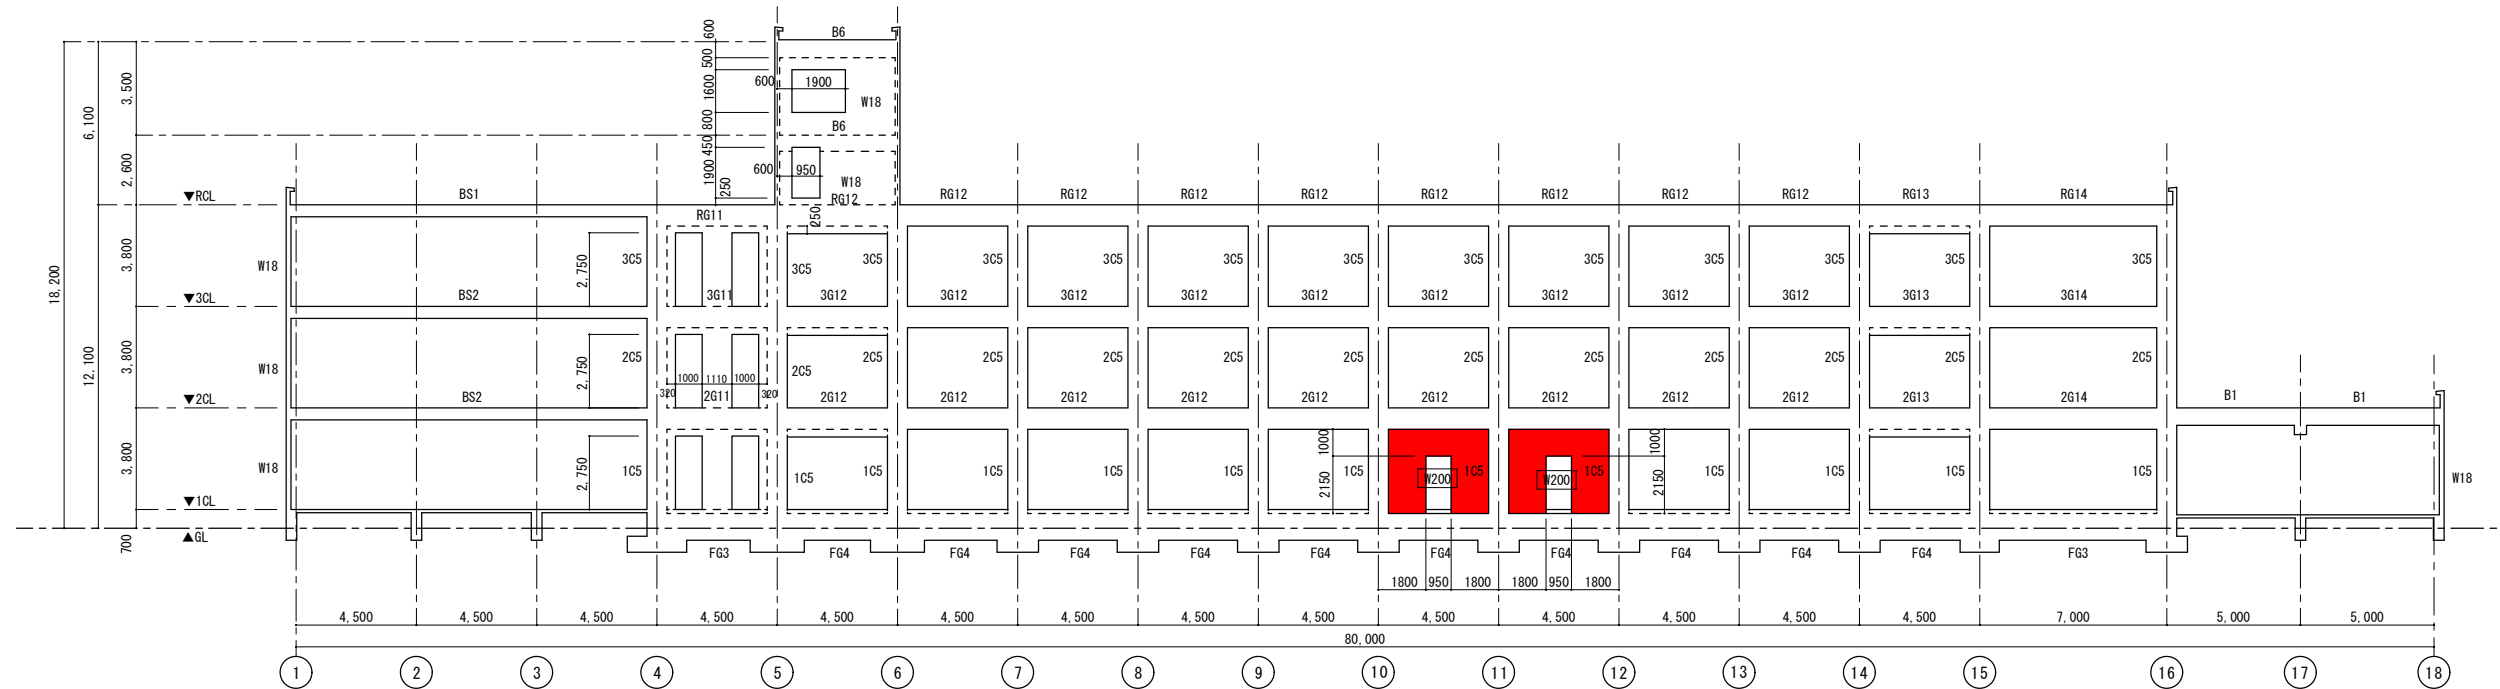 600
B6
500
3,500
600
1900
1600
W18
6,100
800
B6
450
2,600
600
950
1900
W18
250
▼RCL
BS1
RG12
RG12
RG12
RG12
RG12
RG12
RG12
RG12
RG12
RG13
RG14
RG11
250
18,200
3,800
W18
2,750
3C5
3C5
3C5
3C5
3C5
3C5
3C5
3C5
3C5
3C5
3C5
3C5
3C5
▼3CL
BS2
3G11
3G12
3G12
3G12
3G12
3G12
3G12
3G12
3G12
3G12
3G13
3G14
12,100
3,800
W18
2,750
2C5
2C5
2C5
2C5
2C5
2C5
2C5
2C5
2C5
2C5
2C5
2C5
2C5
320
1000
1110
1000
320
▼2CL
BS2
2G11
2G12
2G12
2G12
2G12
2G12
2G12
2G12
2G12
2G12
2G13
2G14
B1
B1
1000
1000
3,800
W18
2,750
1C5
1C5
1C5
1C5
1C5
1C5
1C5
1C5
1C5
1C5
1C5
1C5
1C5
W18
2150
W200
W200
2150
▼1CL
▲GL
700
FG3
FG4
FG4
FG4
FG4
FG4
FG4
FG4
FG4
FG4
FG4
FG3
1800
950
1800
1800
950
1800
4,500
4,500
4,500
4,500
4,500
4,500
4,500
4,500
4,500
4,500
4,500
4,500
4,500
4,500
7,000
5,000
5,000
80,000
1
2
3
4
5
6
7
8
9
10
11
12
13
14
15
16
17
18